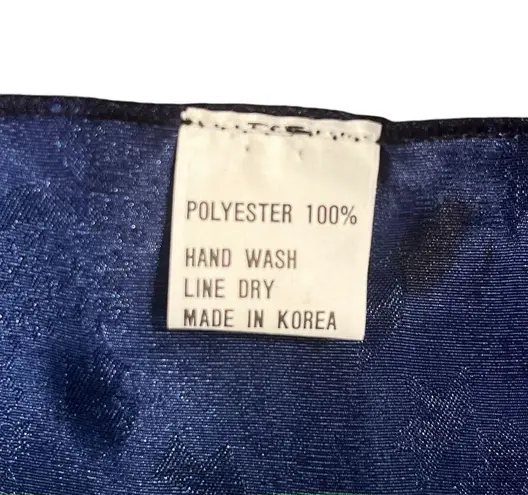 POLYESTER 100%
HAND WASH
LINE DRY
MADE IN KOREA